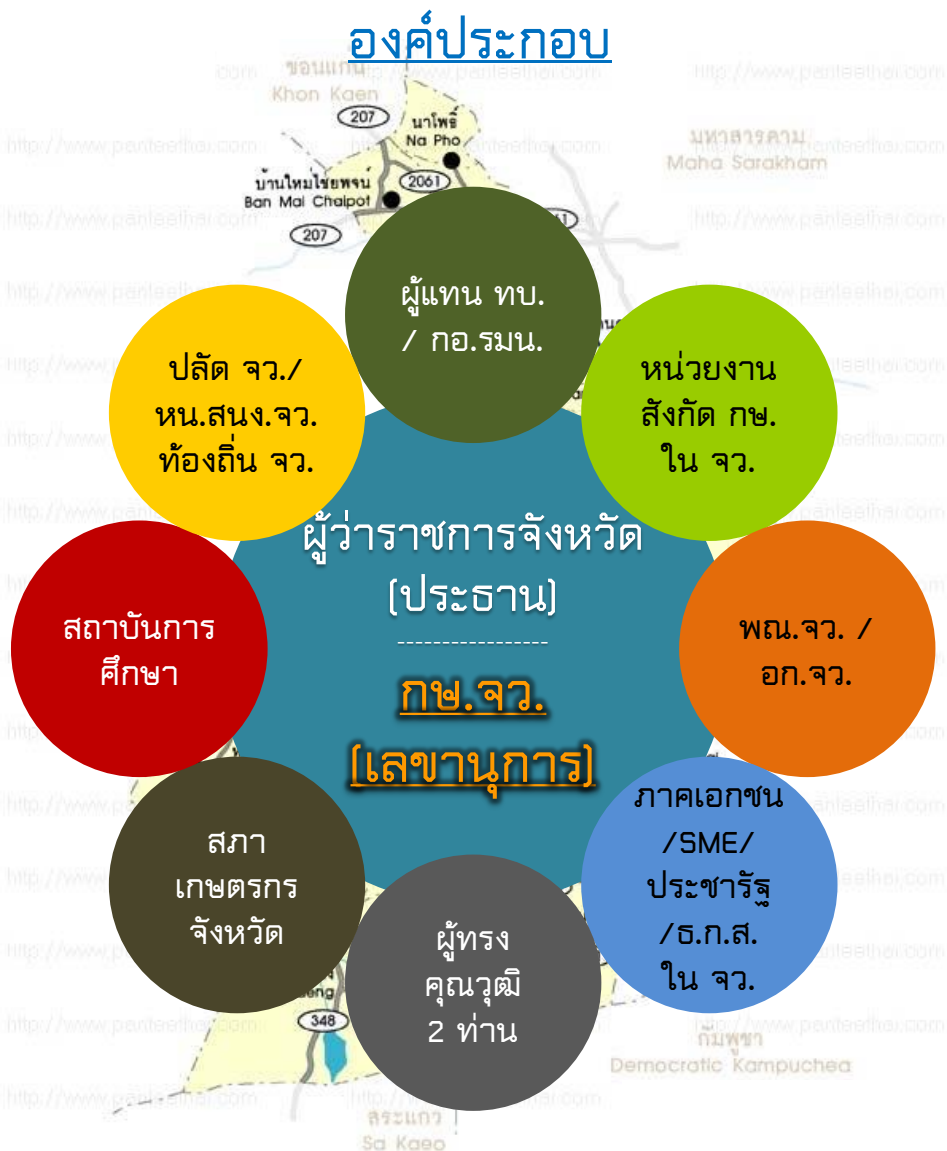 องค์ประกอบ
ขอนแก่น
Khon Kaen
207
นาโพธิ์
Na Pho
มหาสารคาม
Maha Sarakham
บ้านใหม่ไชยพจน์
Ban Mai Chaipot
2061
207
ผู้แทน ทบ.
/ กอ.รมน.
ปลัด จว./
หน.สนง.จว.
ท้องถิ่น จว.
หน่วยงาน
สังกัด กษ.
ใน จว.
ผู้ว่าราชการจังหวัด
(ประธาน)
-----------------
กษ.จว.
(เลขานุการ)
สถาบันการ
ศึกษา
พณ.จว. /
อก.จว.
สภา
เกษตรกร
จังหวัด
ภาคเอกชน
/SME/
ประชารัฐ
/ธ.ก.ส.
ใน จว.
ผู้ทรง
คุณวุฒิ
2 ท่าน
348
กัมพูชา
Democratic Kampuchea
สระแก้ว
Sa Kaeo
http://www.panteethai.com